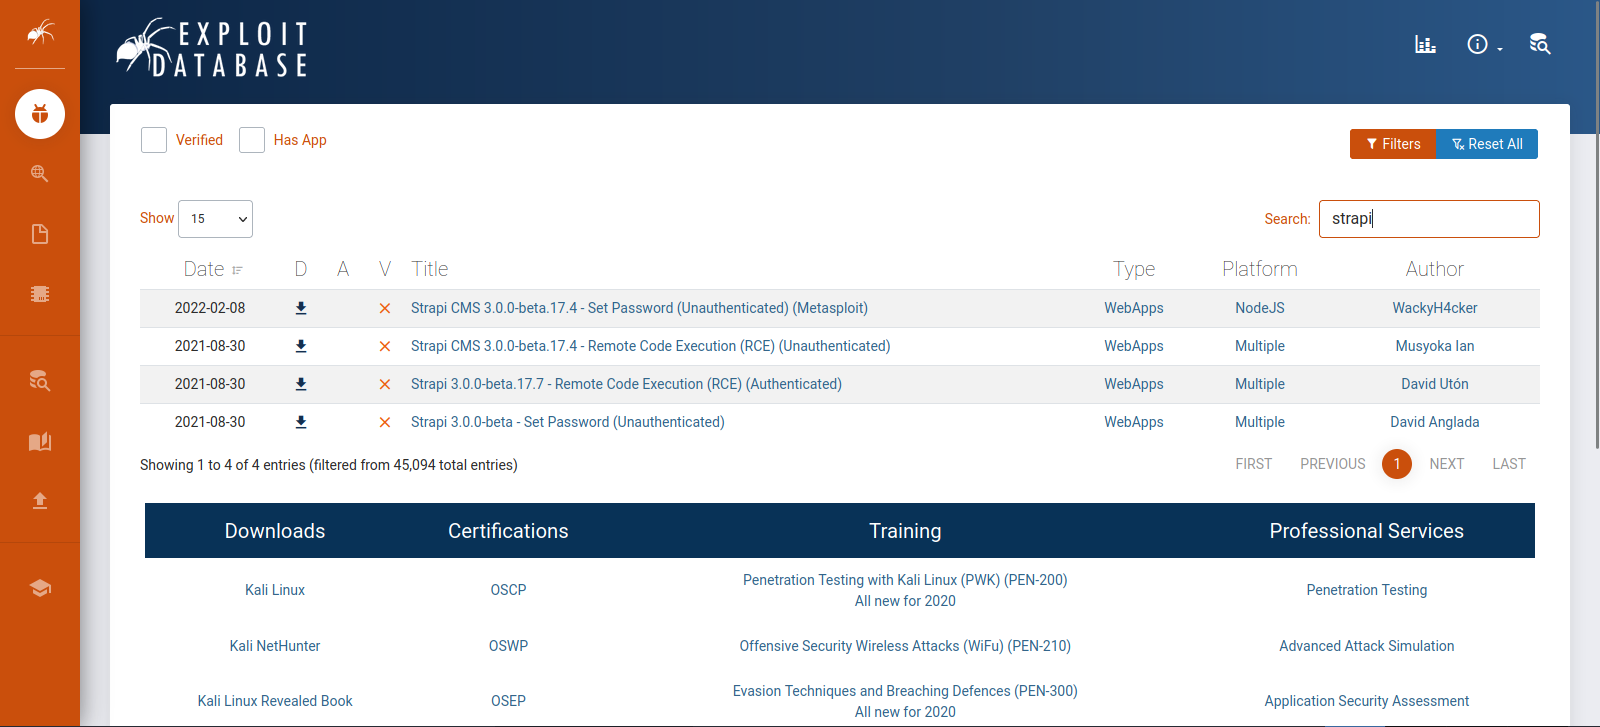 EXPLOIT
DATABASE
Verified Has App
Filters Reset All
Show 15 Search: strapi
Date D A V Title Type Platform Author
2022-02-08 Strapi CMS 3.0.0-beta.17.4 - Set Password (Unauthenticated) (Metasploit) WebApps NodeJS WackyH4cker
2021-08-30 Strapi CMS 3.0.0-beta.17.4 - Remote Code Execution (RCE) (Unauthenticated) WebApps Multiple Musyoka Ian
2021-08-30 Strapi 3.0.0-beta.17.7 - Remote Code Execution (RCE) (Authenticated) WebApps Multiple David Utón
2021-08-30 Strapi 3.0.0-beta - Set Password (Unauthenticated) WebApps Multiple David Anglada
Showing 1 to 4 of 4 entries (filtered from 45,094 total entries) FIRST PREVIOUS 1 NEXT LAST
Downloads Certifications Training Professional Services
Kali Linux OSCP Penetration Testing with Kali Linux (PWK) (PEN-200) Penetration Testing
All new for 2020
Kali NetHunter OSWP Offensive Security Wireless Attacks (WiFu) (PEN-210) Advanced Attack Simulation
Kali Linux Revealed Book OSEP Evasion Techniques and Breaching Defences (PEN-300) Application Security Assessment
All new for 2020